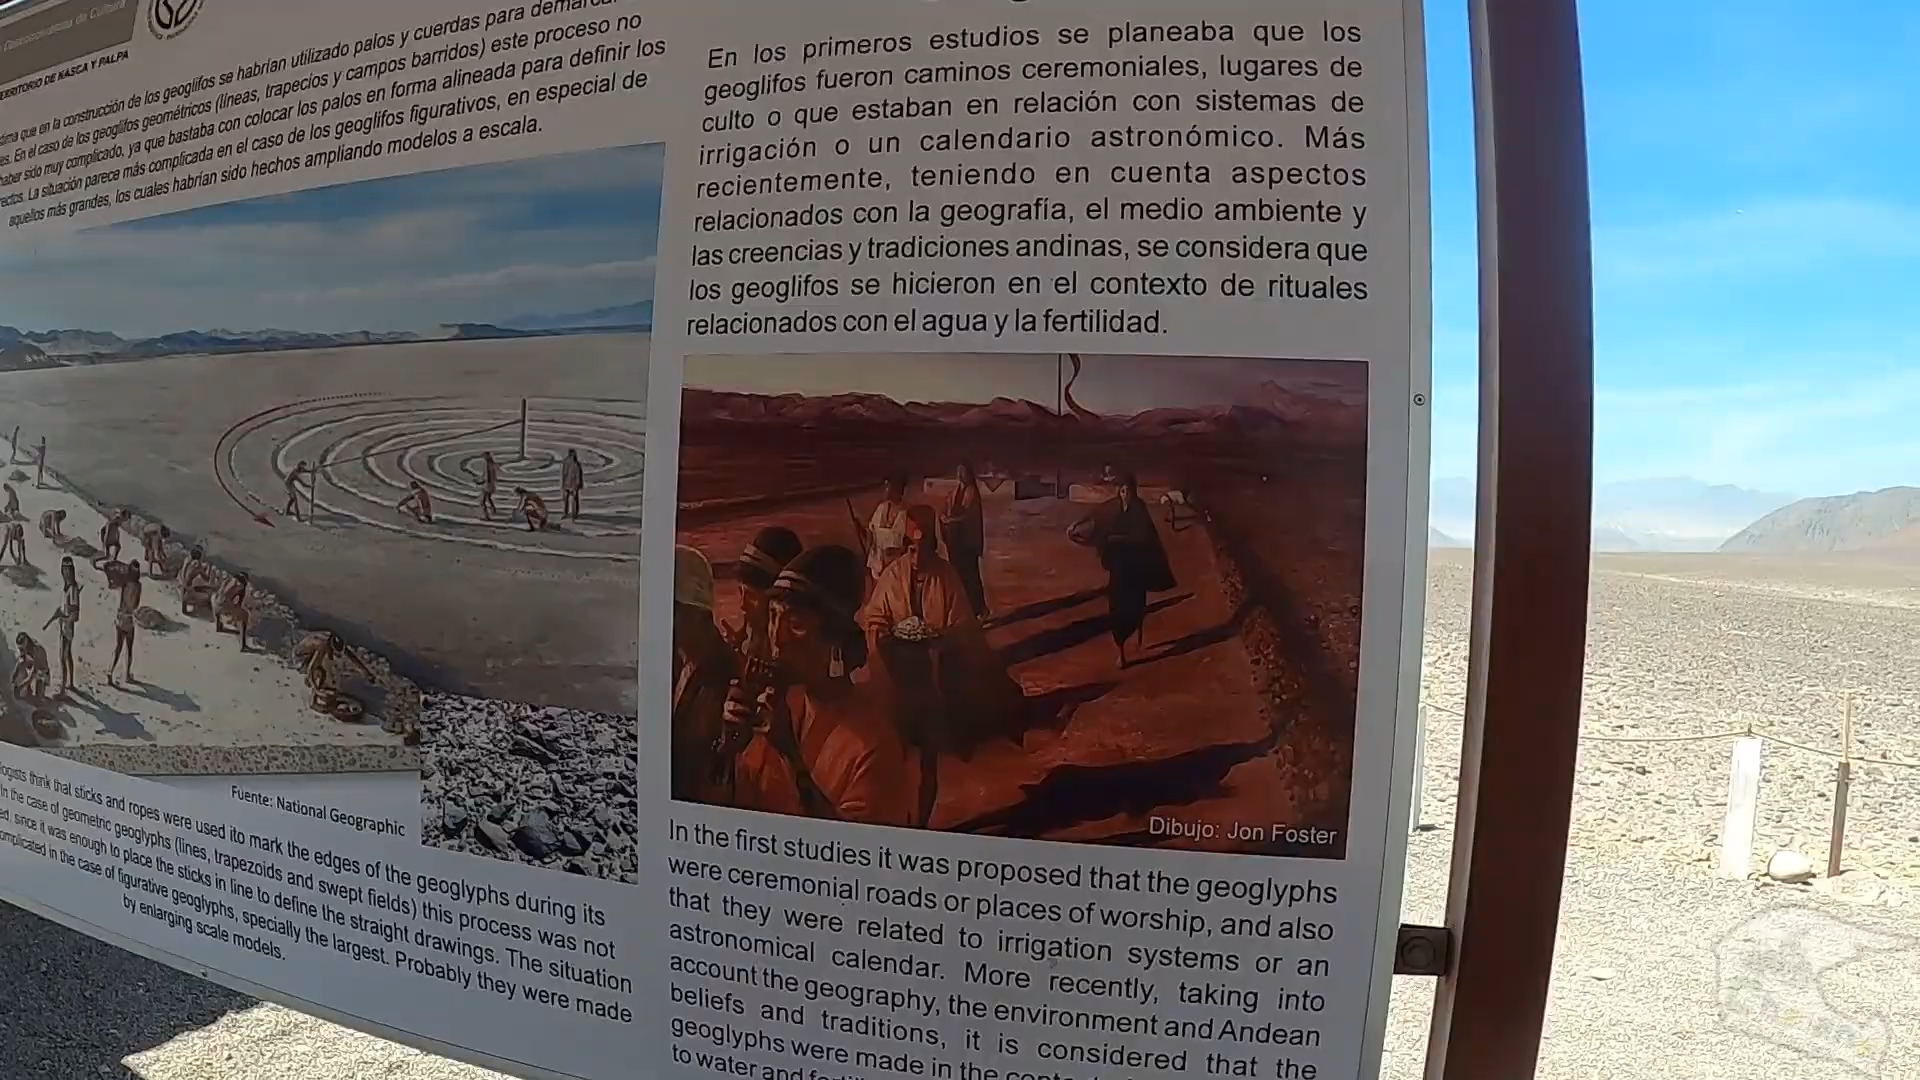 TERRITORIO DE NASCA Y PALPA
que en la construcción de los geoglifos se habrían utilizado palos y cuerdas para
En el caso de los geoglifos geométricos (líneas, trapecios y campos barridos) este proceso no
haber sido muy complicado, ya que bastaba con colocar los palos en forma alineada para definir los
La situación parece más complicada en el caso de los geoglifos figurativos, en especial de
aquellos más grandes, los cuales habrían sido hechos ampliando modelos a escala.
Fuente: National Geographic
think that sticks and ropes were used ito mark the edges of the geoglyphs during its
In the case of geometric geoglyphs (lines, trapezoids and swept fields) this process was not
since it was enough to place the sticks in line to define the straight drawings. The situation
complicated in the case of figurative geoglyphs, specially the largest. Probably they were made
by enlarging scale models.
En los primeros estudios se planeaba que los
geoglifos fueron caminos ceremoniales, lugares de
culto o que estaban en relación con sistemas de
irrigación o un calendario astronómico. Más
recientemente, teniendo en cuenta aspectos
relacionados con la geografía, el medio ambiente y
las creencias y tradiciones andinas, se considera que
los geoglifos se hicieron en el contexto de rituales
relacionados con el agua y la fertilidad.
Dibujo: Jon Foster
In the first studies it was proposed that the geoglyphs
were ceremonial roads or places of worship, and also
that they were related to irrigation systems or an
astronomical calendar. More recently, taking into
account the geography, the environment and Andean
beliefs and traditions, it is considered that the
geoglyphs were made in the
to water and